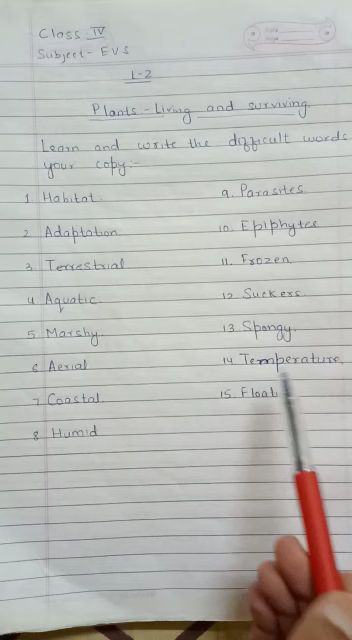 Class - IV
Subject - EVS
L-2
Plants - Living and surviving.
Learn and write the difficult words
your copy:-
1. Habitat
2. Adaptation
3. Terrestrial
4. Aquatic
5. Marshy
6. Aerial
7. Coastal
8. Humid
9. Parasites
10. Epiphytes
11. Frozen
12. Suckers
13. Spongy
14. Temperature
15. Float